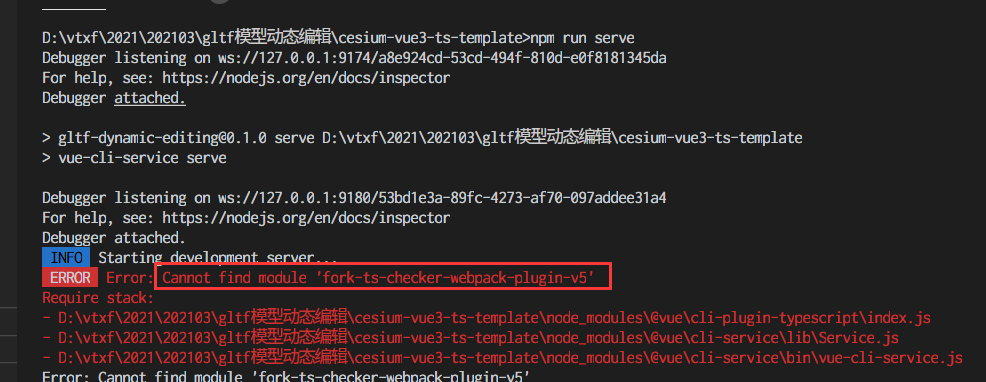 D:\vtxf\2021\202103\gltf模型动态编辑\cesium-vue3-ts-template>npm run serve
Debugger listening on ws://127.0.0.1:9174/a8e924cd-53cd-494f-810d-e0f8181345da
For help, see: https://nodejs.org/en/docs/inspector
Debugger attached.
> gltf-dynamic-editing@0.1.0 serve D:\vtxf\2021\202103\gltf模型动态编辑\cesium-vue3-ts-template
> vue-cli-service serve
Debugger listening on ws://127.0.0.1:9180/53bd1e3a-89fc-4273-af70-097addee31a4
For help, see: https://nodejs.org/en/docs/inspector
Debugger attached.
INFO Starting development server...
ERROR Error: Cannot find module 'fork-ts-checker-webpack-plugin-v5'
Require stack:
- D:\vtxf\2021\202103\gltf模型动态编辑\cesium-vue3-ts-template\node_modules\@vue\cli-plugin-typescript\index.js
- D:\vtxf\2021\202103\gltf模型动态编辑\cesium-vue3-ts-template\node_modules\@vue\cli-service\lib\Service.js
- D:\vtxf\2021\202103\gltf模型动态编辑\cesium-vue3-ts-template\node_modules\@vue\cli-service\bin\vue-cli-service.js
Error: Cannot find module 'fork-ts-checker-webpack-plugin-v5'